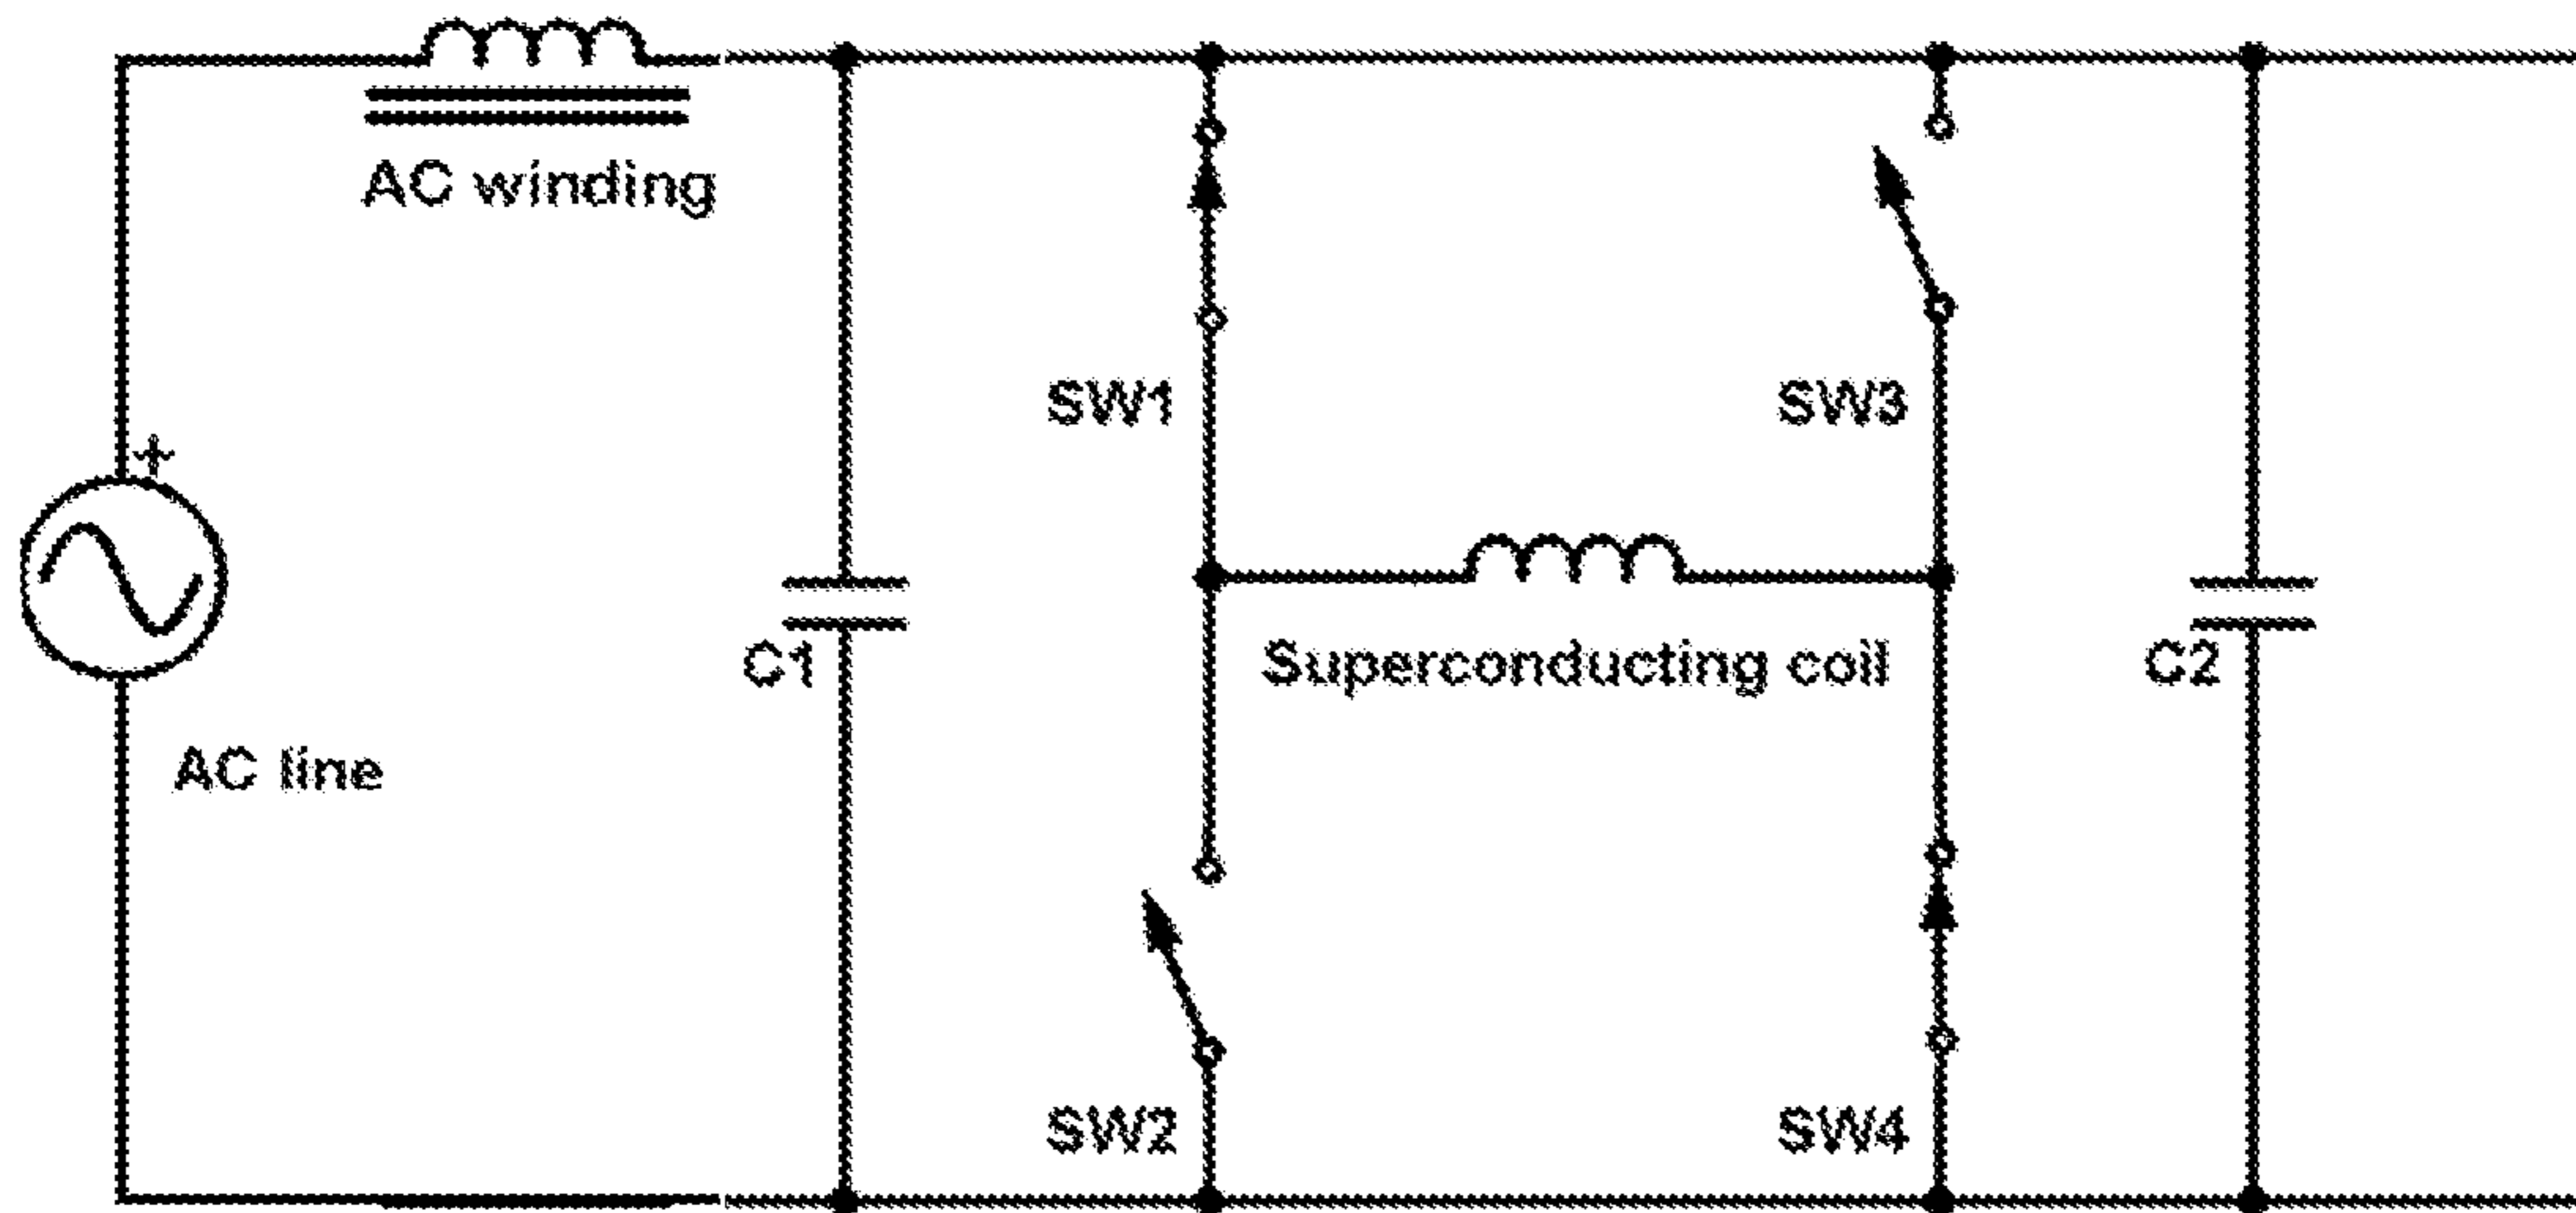 AC winding
SW1
SW3
+
C1
Superconducting coil
C2
AC line
SW2
SW4